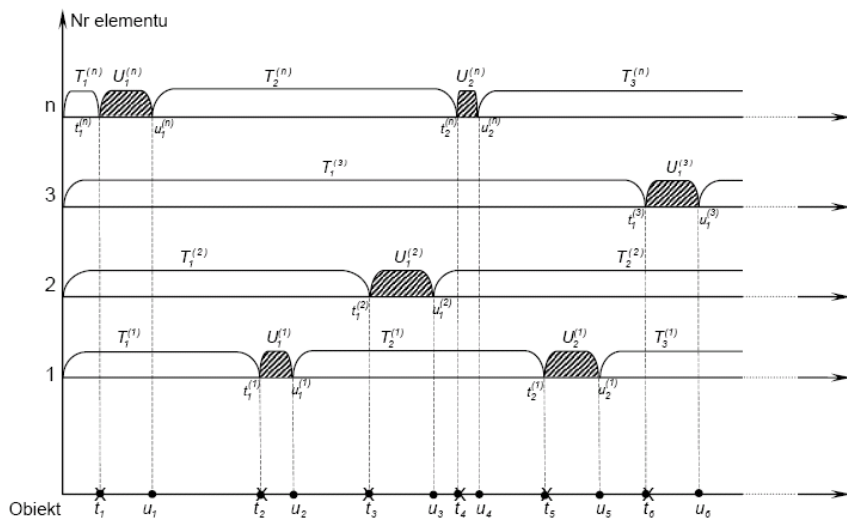 Nr elementu
T₁⁽ⁿ⁾ U₁⁽ⁿ⁾ T₂⁽ⁿ⁾ U₂⁽ⁿ⁾ T₃⁽ⁿ⁾
n
t₁⁽ⁿ⁾ u₁⁽ⁿ⁾ t₂⁽ⁿ⁾ u₂⁽ⁿ⁾
T₁⁽³⁾ U₁⁽³⁾
3
t₁⁽³⁾ u₁⁽³⁾
T₁⁽²⁾ U₁⁽²⁾ T₂⁽²⁾
2
t₁⁽²⁾ u₁⁽²⁾
T₁⁽¹⁾ U₁⁽¹⁾ T₂⁽¹⁾ U₂⁽¹⁾ T₃⁽¹⁾
1
t₁⁽¹⁾ u₁⁽¹⁾ t₂⁽¹⁾ u₂⁽¹⁾
Obiekt t₁ u₁ t₂ u₂ t₃ u₃ t₄ u₄ t₅ u₅ t₆ u₆